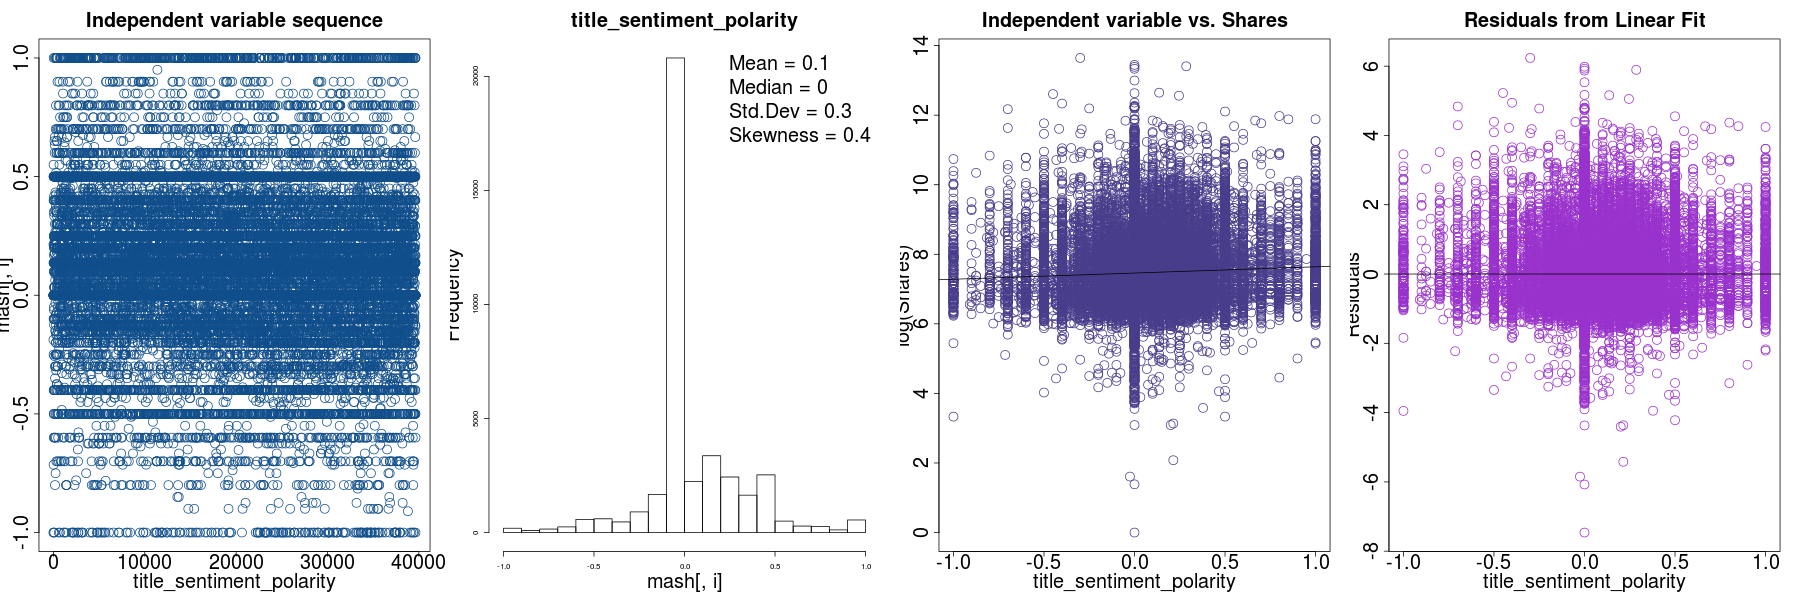 Independent variable sequence
mash[, i]
1.0
0.5
0.0
-0.5
-1.0
0 10000 20000 30000 40000
title_sentiment_polarity
title_sentiment_polarity
Mean = 0.1
Median = 0
Std.Dev = 0.3
Skewness = 0.4
Frequency
20000
15000
10000
5000
0
-1.0 -0.5 0.0 0.5 1.0
mash[, i]
Independent variable vs. Shares
log(Shares)
14
12
10
8
6
4
2
0
-1.0 -0.5 0.0 0.5 1.0
title_sentiment_polarity
Residuals from Linear Fit
Residuals
6
4
2
0
-2
-4
-6
-8
-1.0 -0.5 0.0 0.5 1.0
title_sentiment_polarity